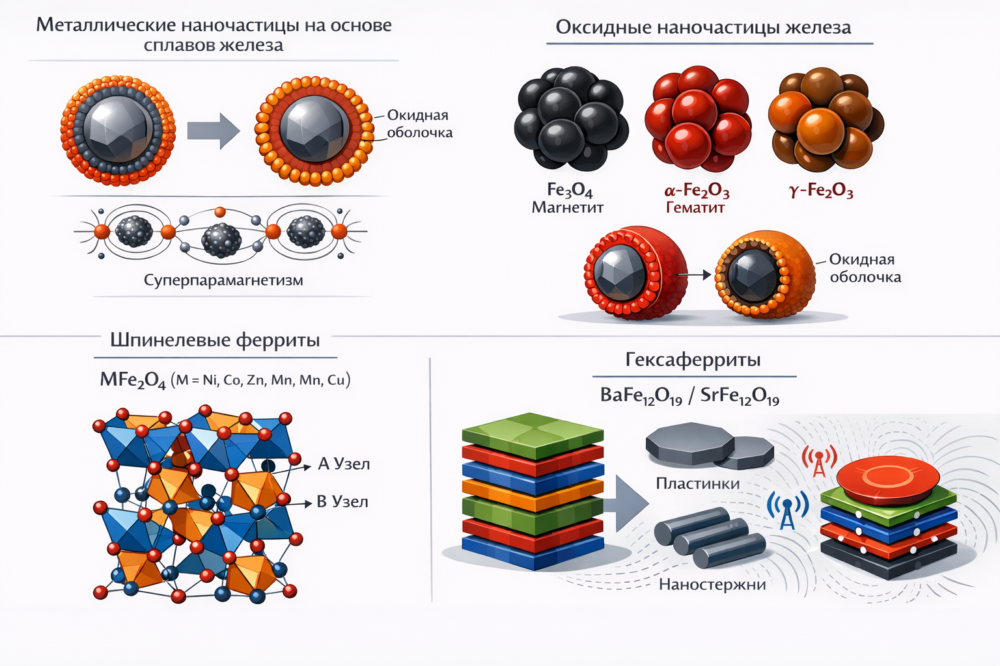 Металлические наночастицы на основе
сплавов железа
Окидная
оболочка
Суперпарамагнетизм
Оксидные наночастицы железа
Fe₃O₄
Магнетит
α-Fe₂O₃
Гематит
γ-Fe₂O₃
Окидная
оболочка
Шпинелевые ферриты
MFe₂O₄ (M = Ni, Co, Zn, Mn, Mn, Cu)
А Узел
В Узел
Гексаферриты
BaFe₁₂O₁₉ / SrFe₁₂O₁₉
Пластинки
Наностержни